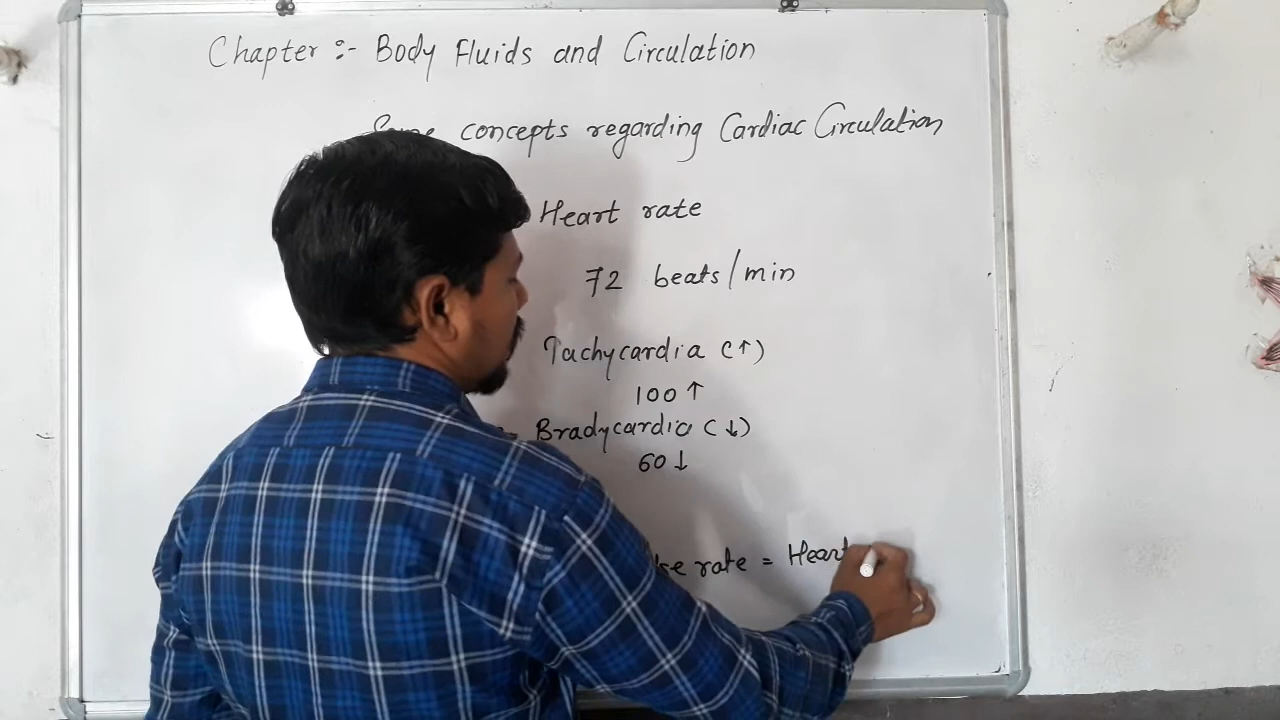 Chapter :- Body Fluids and Circulation
Some concepts regarding Cardiac Circulation
Heart rate
72 beats/min
Tachycardia (↑)
100 ↑
Bradycardia (↓)
60 ↓
rate = Heart